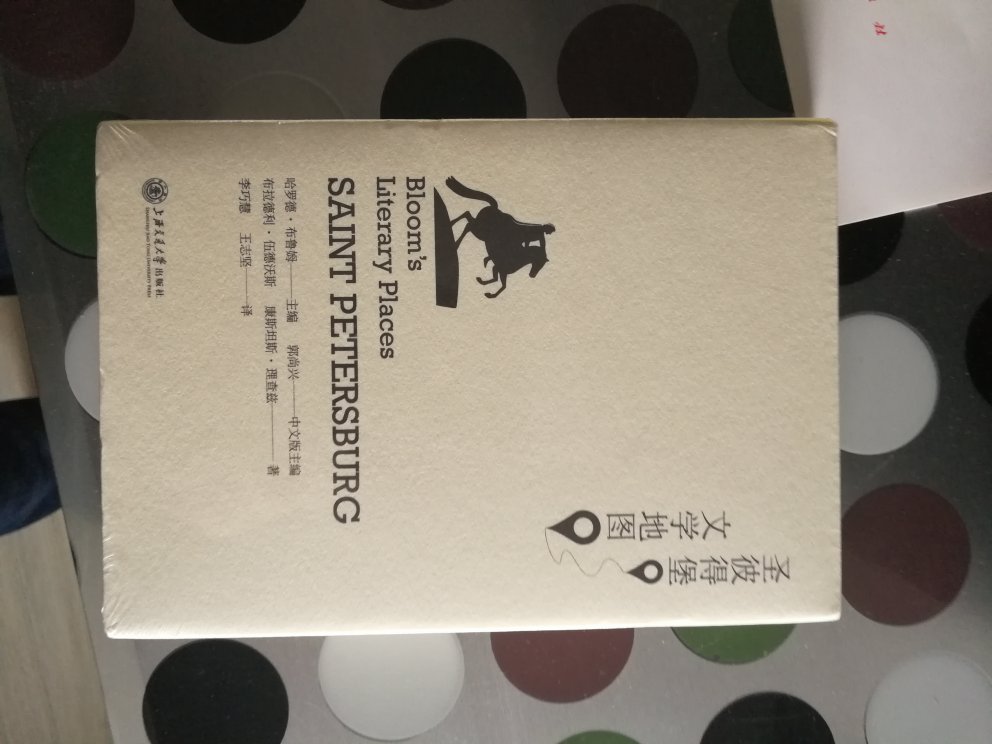 圣彼得堡
文学地图
Bloom's
Literary Places
SAINT PETERSBURG
哈罗德·布鲁姆——主编 郭尚兴——中文版主编
布拉德利·伍德沃斯 康斯坦斯·理查兹——著
李巧慧 王志坚——译
上海交通大学出版社